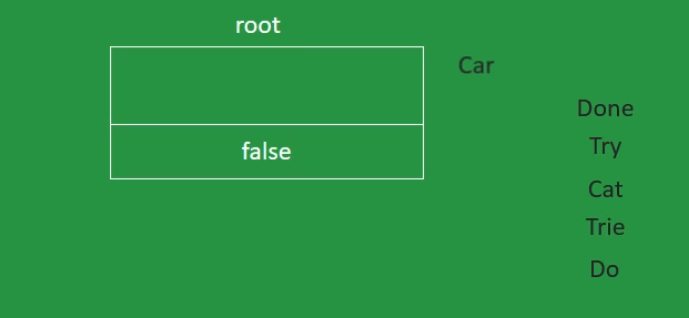 root
Car
false
Done
Try
Cat
Trie
Do